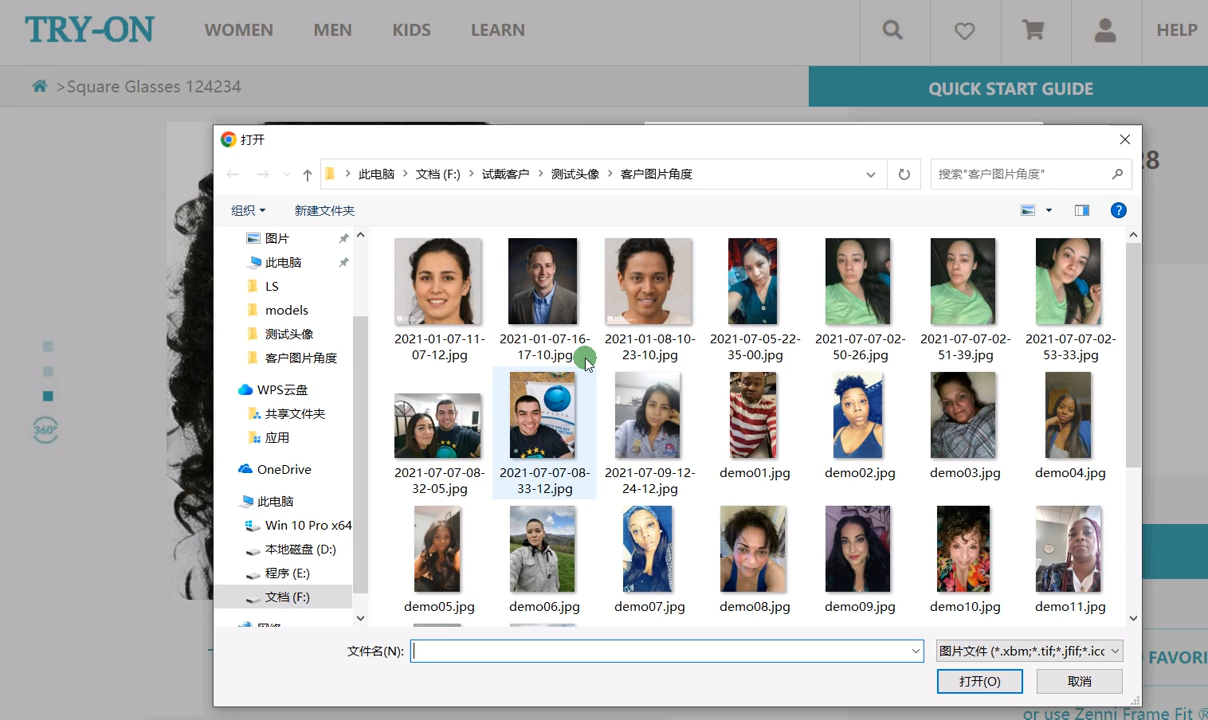 TRY-ON
WOMEN
MEN
KIDS
LEARN
HELP
>Square Glasses 124234
QUICK START GUIDE
打开
此电脑 > 文档 (F:) > 试戴客户 > 测试头像 > 客户图片角度
搜索"客户图片角度"
组织
新建文件夹
?
图片
此电脑
LS
models
测试头像
客户图片角度
WPS云盘
共享文件夹
应用
OneDrive
此电脑
Win 10 Pro x64
本地磁盘 (D:)
程序 (E:)
文档 (F:)
网络
2021-01-07-11-
07-12.jpg
2021-01-07-16-
17-10.jpg
2021-01-08-10-
23-10.jpg
2021-07-05-22-
35-00.jpg
2021-07-07-02-
50-26.jpg
2021-07-07-02-
51-39.jpg
2021-07-07-02-
53-33.jpg
2021-07-07-08-
32-05.jpg
2021-07-07-08-
33-12.jpg
2021-07-09-12-
24-12.jpg
demo01.jpg
demo02.jpg
demo03.jpg
demo04.jpg
demo05.jpg
demo06.jpg
demo07.jpg
demo08.jpg
demo09.jpg
demo10.jpg
demo11.jpg
文件名(N):
图片文件 (*.xbm;*.tif;*.jfif;*.icc
打开(O)
取消
360°
8
FAVORI
or use Zenni Frame Fit ®